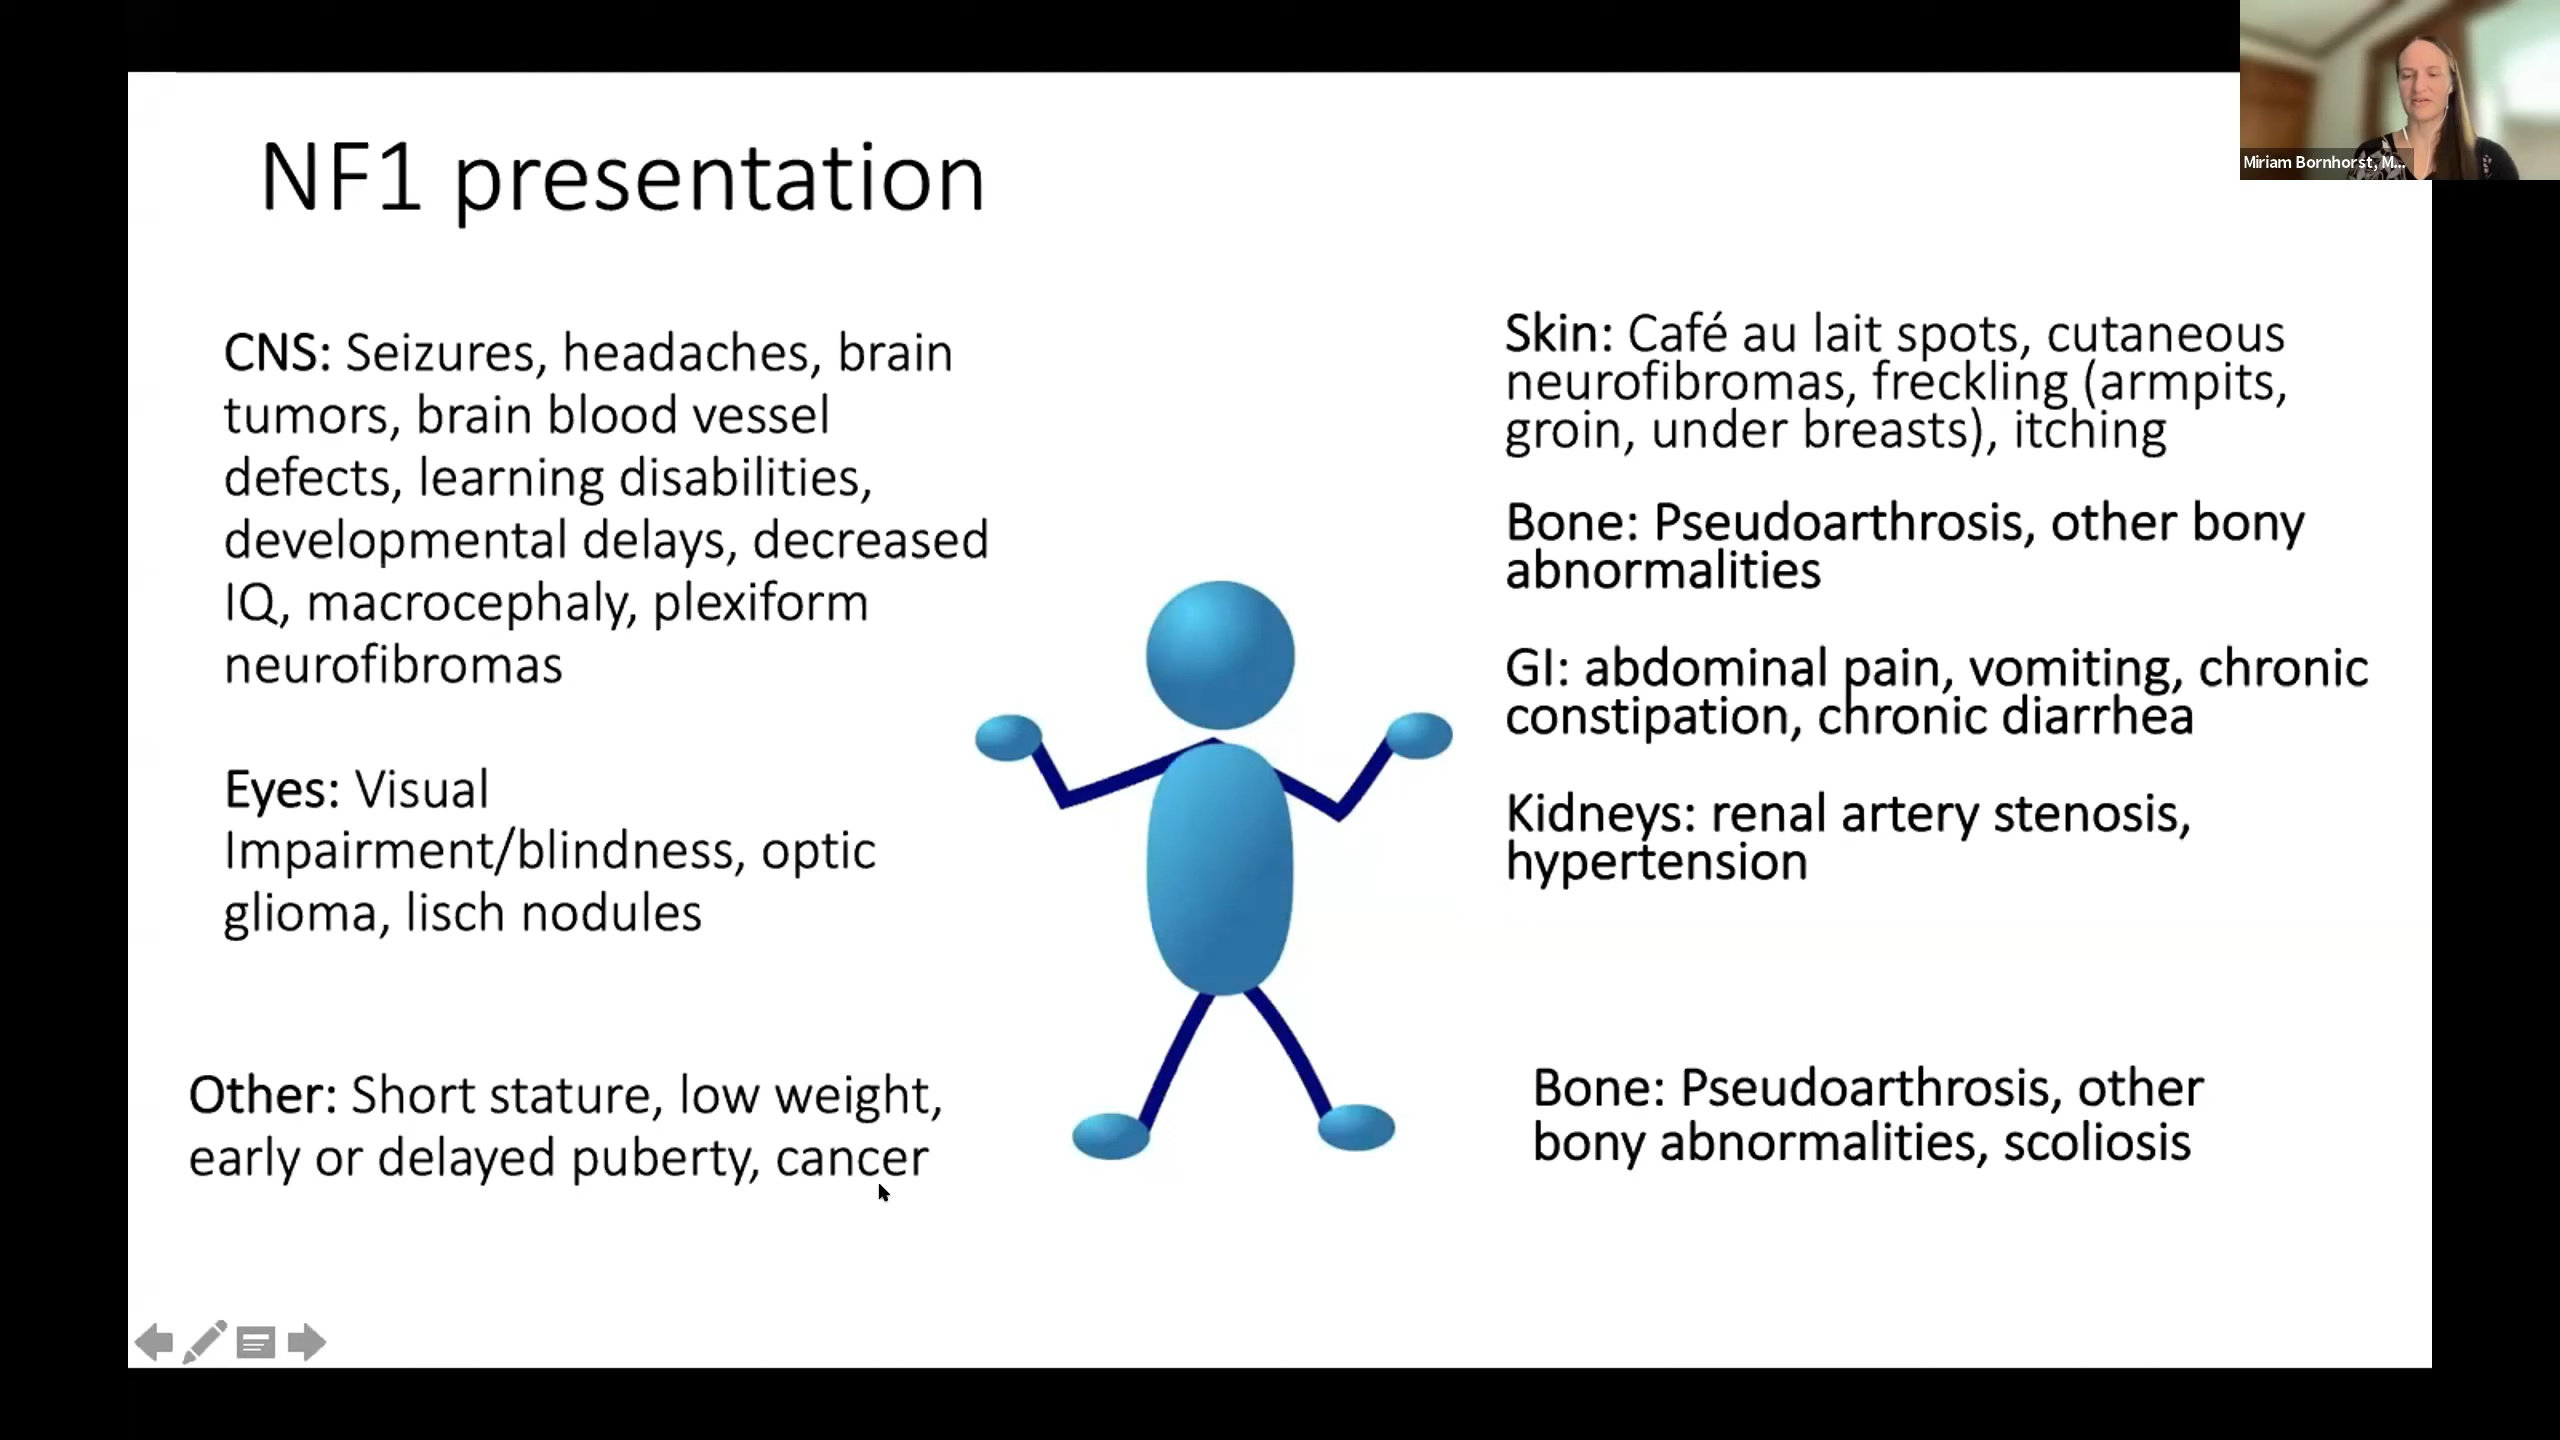 NF1 presentation
Miriam Bornhorst, M...
CNS: Seizures, headaches, brain
tumors, brain blood vessel
defects, learning disabilities,
developmental delays, decreased
IQ, macrocephaly, plexiform
neurofibromas
Eyes: Visual
Impairment/blindness, optic
glioma, lisch nodules
Other: Short stature, low weight,
early or delayed puberty, cancer
Skin: Café au lait spots, cutaneous
neurofibromas, freckling (armpits,
groin, under breasts), itching
Bone: Pseudoarthrosis, other bony
abnormalities
GI: abdominal pain, vomiting, chronic
constipation, chronic diarrhea
Kidneys: renal artery stenosis,
hypertension
Bone: Pseudoarthrosis, other
bony abnormalities, scoliosis